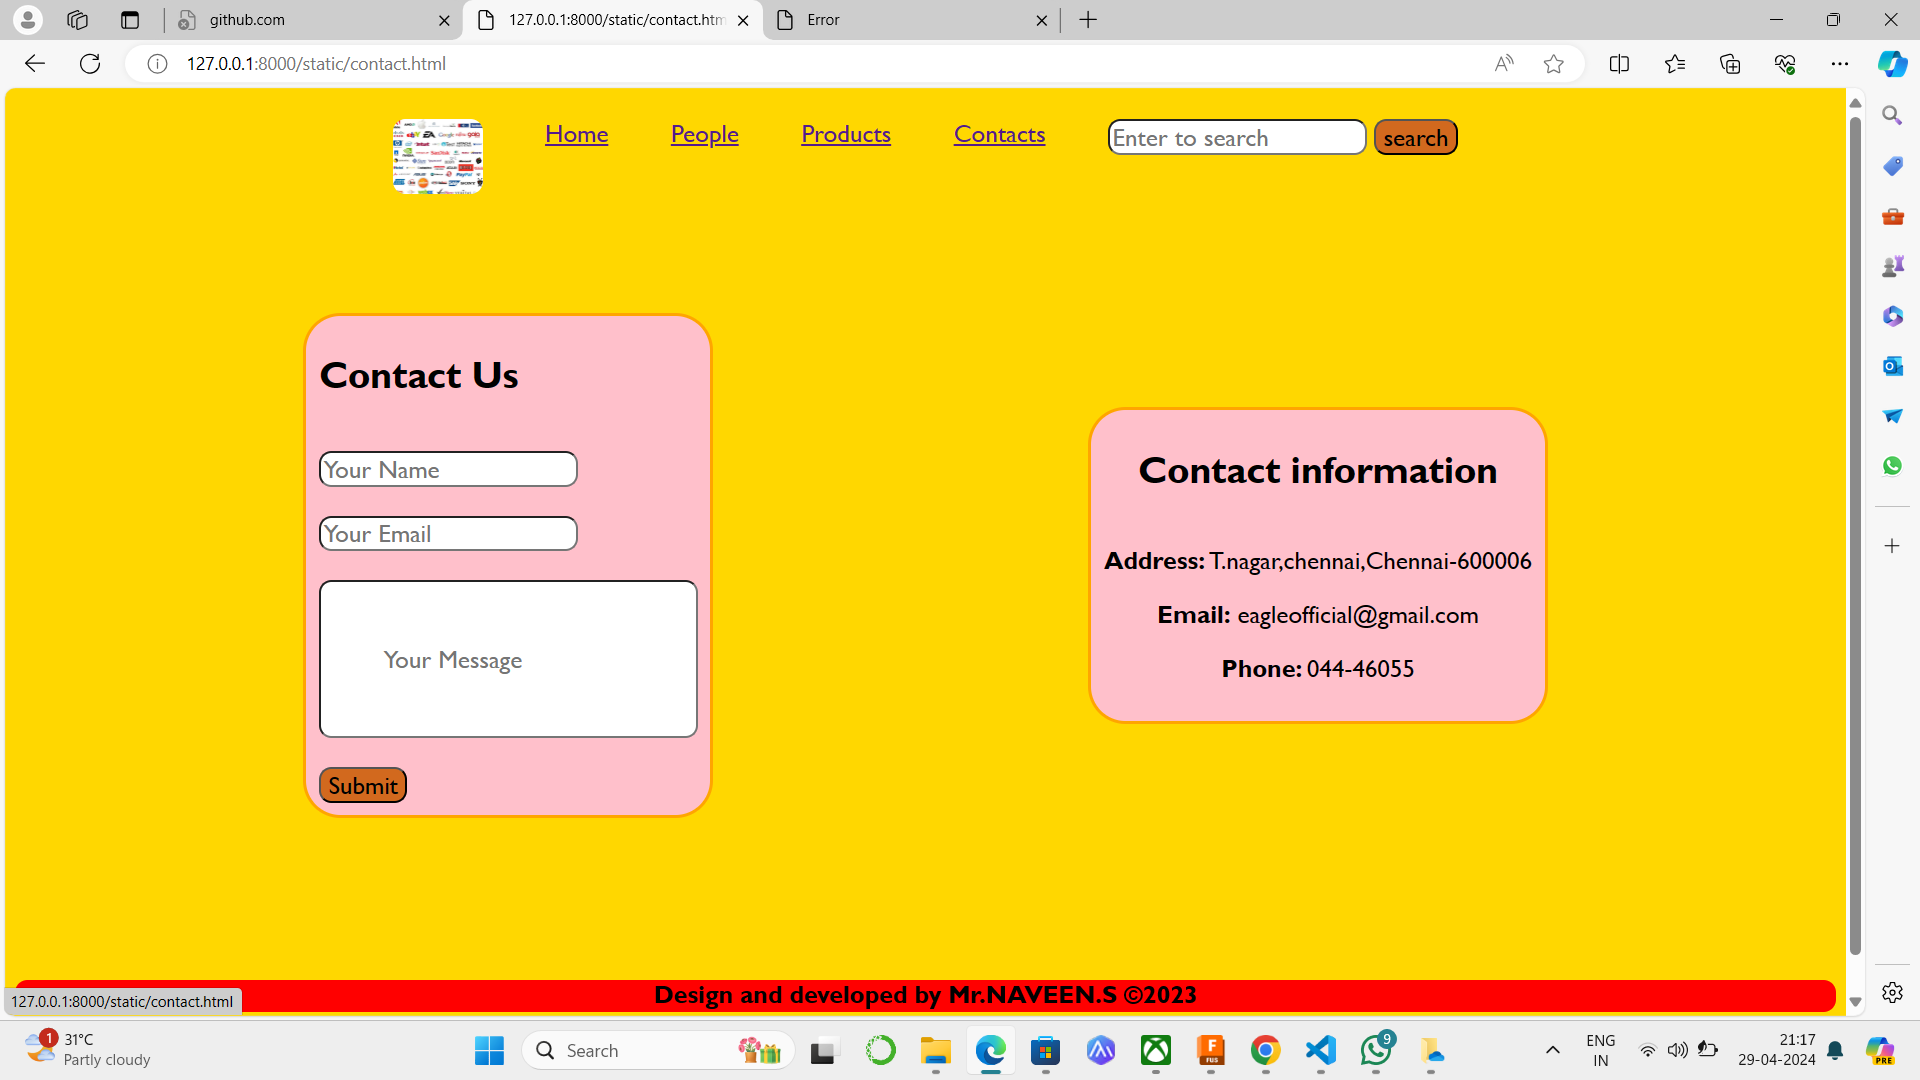 github.com
127.0.0.1:8000/static/contact.htm
Error
127.0.0.1:8000/static/contact.html
Home
People
Products
Contacts
Enter to search
search
Contact Us
Your Name
Your Email
Your Message
Submit
Contact information
Address: T.nagar,chennai,Chennai-600006
Email: eagleofficial@gmail.com
Phone: 044-46055
Design and developed by Mr.NAVEEN.S ©2023
127.0.0.1:8000/static/contact.html
1
31°C
Partly cloudy
Search
F
FUS
9
ENG
IN
21:17
29-04-2024
PRE